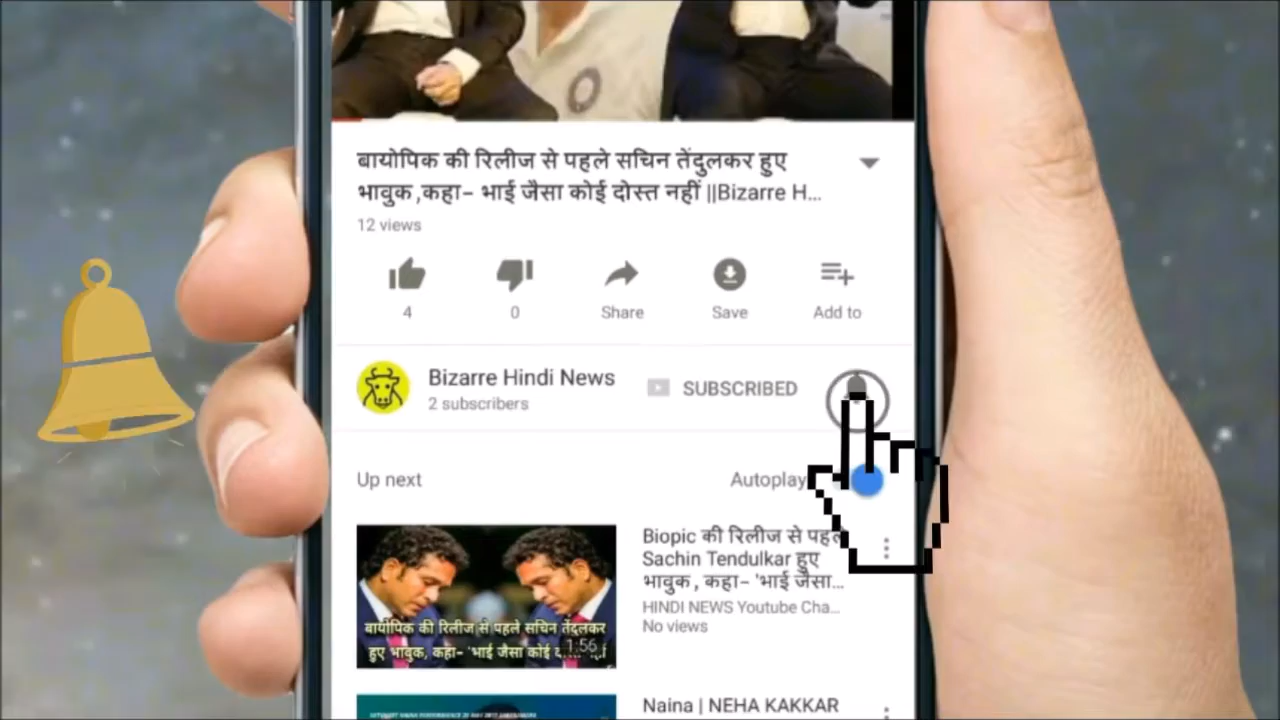 बायोपिक की रिलीज से पहले सचिन तेंदुलकर हुए
भावुक,कहा- भाई जैसा कोई दोस्त नहीं ||Bizarre H...
12 views
4
0
Share
Save
Add to
Bizarre Hindi News
2 subscribers
SUBSCRIBED
Up next
Autoplay
Biopic की रिलीज से पहले
Sachin Tendulkar हुए
भावुक, कहा- 'भाई जैसा...
HINDI NEWS Youtube Cha...
No views
बायोपिक की रिलीज से पहले सचिन तेंदुलकर
हुए भावुक, कहा- 'भाई जैसा कोई
1:56
Naina | NEHA KAKKAR